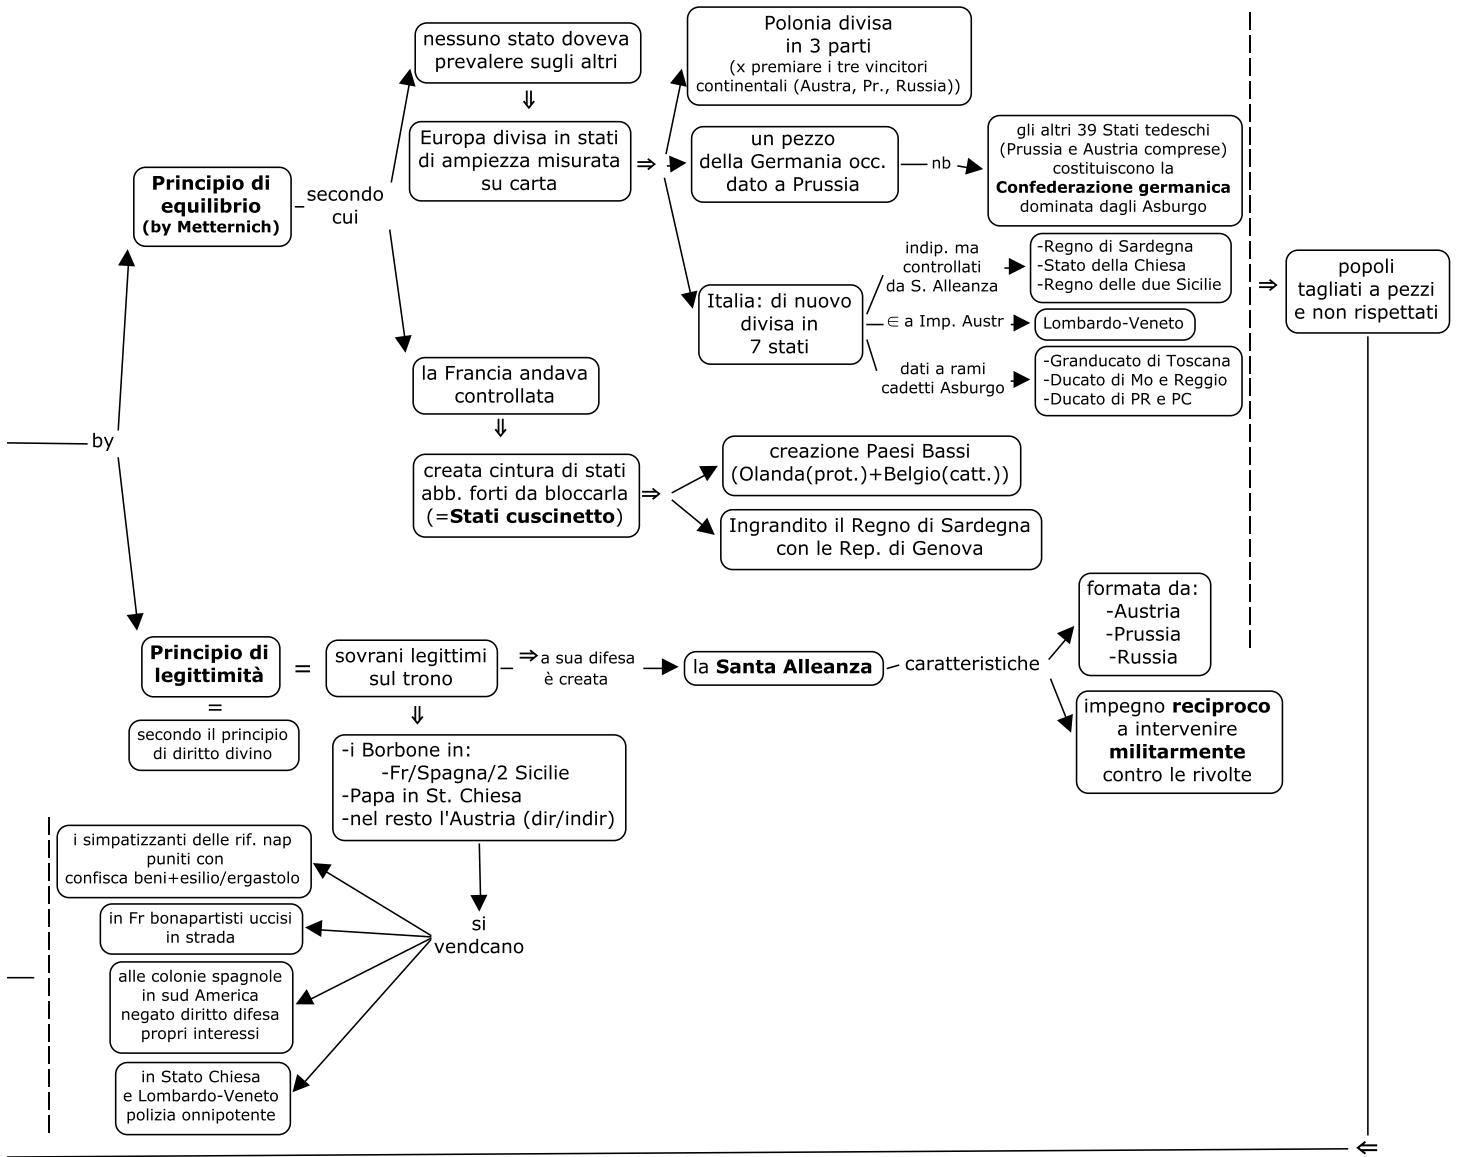 by
Principio di
equilibrio
(by Metternich)
secondo
cui
nessuno stato doveva
prevalere sugli altri
⇓
Europa divisa in stati
di ampiezza misurata
su carta
⇒
Polonia divisa
in 3 parti
(x premiare i tre vincitori
continentali (Austra, Pr., Russia))
un pezzo
della Germania occ.
dato a Prussia
nb
gli altri 39 Stati tedeschi
(Prussia e Austria comprese)
costituiscono la
Confederazione germanica
dominata dagli Asburgo
Italia: di nuovo
divisa in
7 stati
indip. ma
controllati
da S. Alleanza
-Regno di Sardegna
-Stato della Chiesa
-Regno delle due Sicilie
∈ a Imp. Austr
Lombardo-Veneto
dati a rami
cadetti Asburgo
-Granducato di Toscana
-Ducato di Mo e Reggio
-Ducato di PR e PC
⇒
popoli
tagliati a pezzi
e non rispettati
la Francia andava
controllata
⇓
creata cintura di stati
abb. forti da bloccarla
(=Stati cuscinetto)
⇒
creazione Paesi Bassi
(Olanda(prot.)+Belgio(catt.))
Ingrandito il Regno di Sardegna
con le Rep. di Genova
Principio di
legittimità
=
secondo il principio
di diritto divino
=
sovrani legittimi
sul trono
⇒a sua difesa
è creata
la Santa Alleanza
caratteristiche
formata da:
-Austria
-Prussia
-Russia
impegno reciproco
a intervenire
militarmente
contro le rivolte
⇓
-i Borbone in:
-Fr/Spagna/2 Sicilie
-Papa in St. Chiesa
-nel resto l'Austria (dir/indir)
si
vendcano
i simpatizzanti delle rif. nap
puniti con
confisca beni+esilio/ergastolo
in Fr bonapartisti uccisi
in strada
alle colonie spagnole
in sud America
negato diritto difesa
propri interessi
in Stato Chiesa
e Lombardo-Veneto
polizia onnipotente
⇐